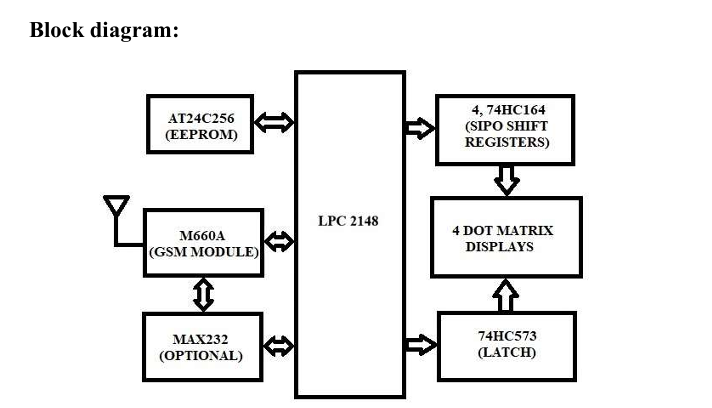 Block diagram:
AT24C256
(EEPROM)
M660A
(GSM MODULE)
MAX232
(OPTIONAL)
LPC 2148
4, 74HC164
(SIPO SHIFT
REGISTERS)
4 DOT MATRIX
DISPLAYS
74HC573
(LATCH)